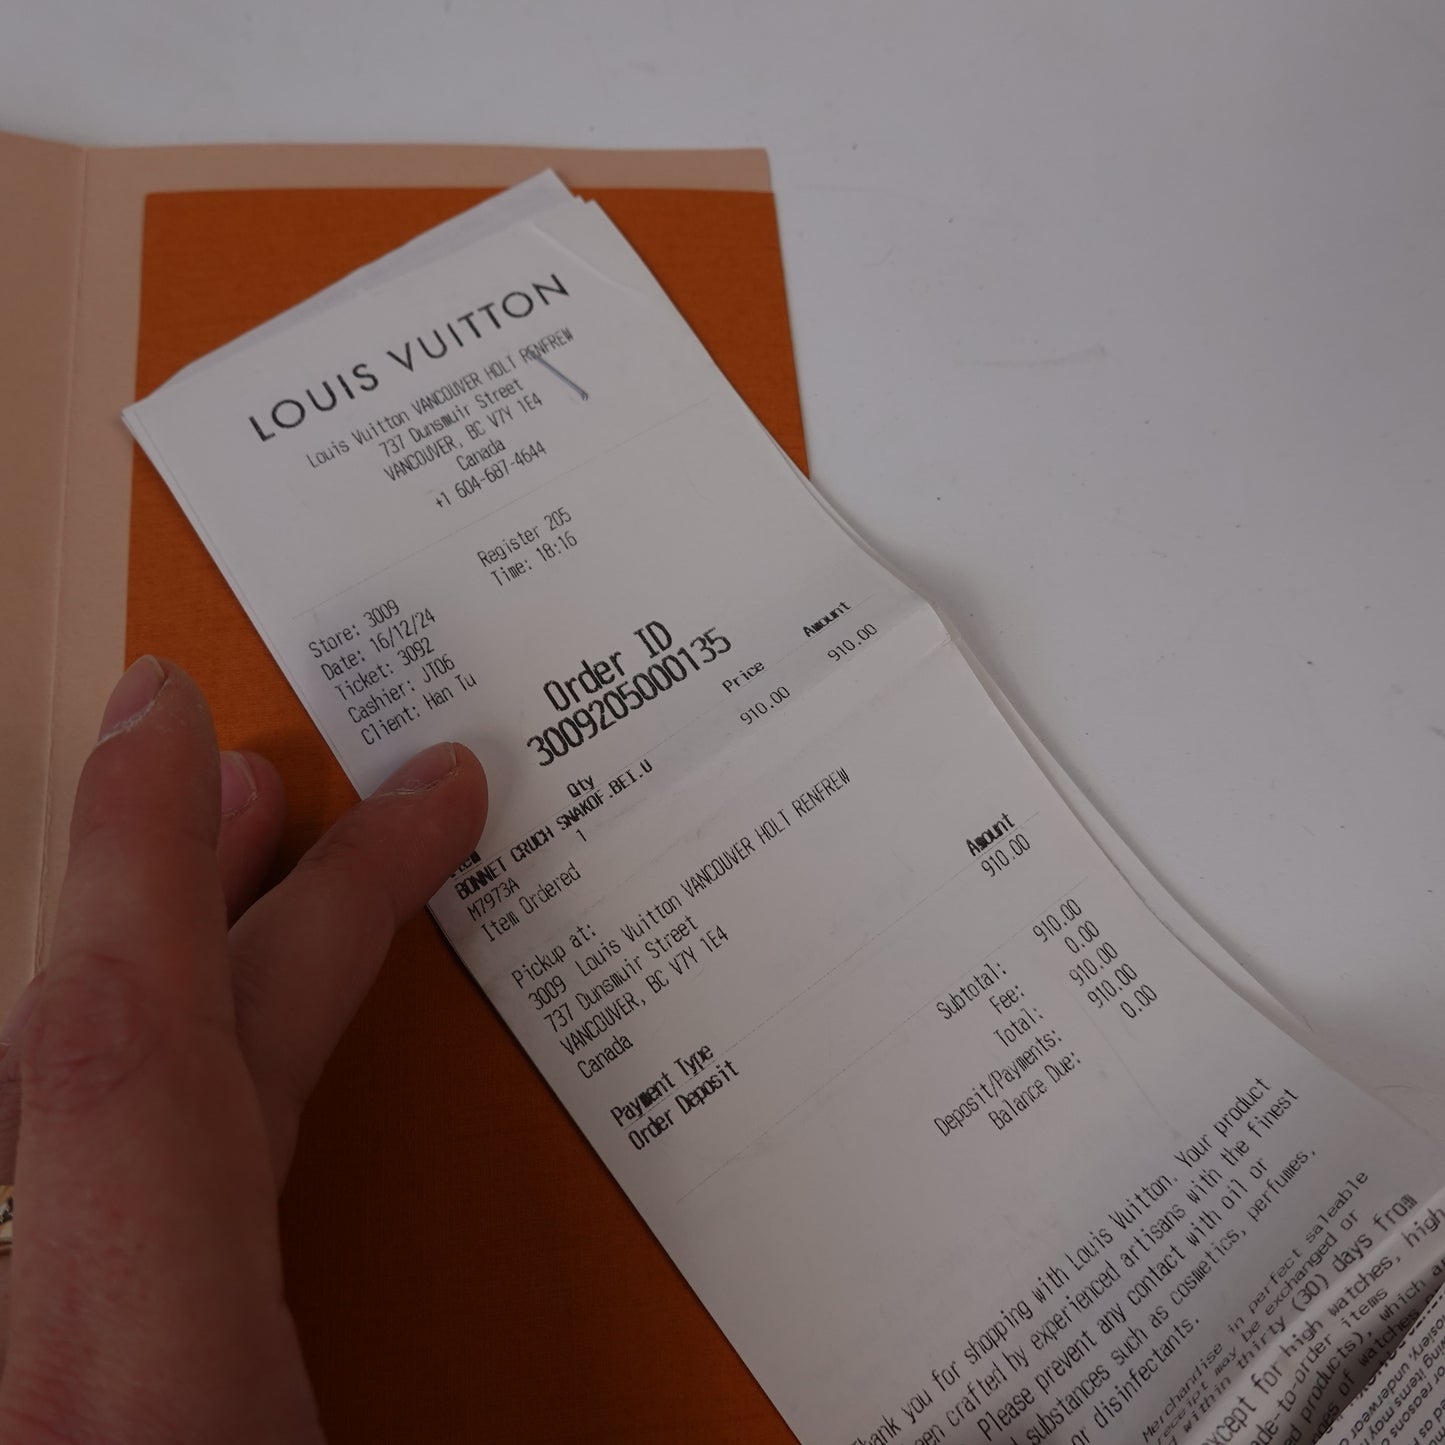 LOUIS VUITTON
Louis Vuitton VANCOUVER HOLT RENFREW
737 Dunsmuir Street
VANCOUVER, BC V7Y 1E4
Canada
+1 604-687-4644
Register 205
Time: 18:16
Store: 3009
Date: 16/12/24
Ticket: 3092
Cashier: JT06
Client: Han Tu
Order ID
3009205000135
Qty Price Amount
BONNET CRUCH SNAKOF.BEI.U
M7973A 1 910.00 910.00
Item Ordered
Pickup at:
3009 Louis Vuitton VANCOUVER HOLT RENFREW
737 Dunsmuir Street
VANCOUVER, BC V7Y 1E4
Canada
Payment Type Amount
Order Deposit 910.00
Subtotal: 910.00
Fee: 0.00
Total: 910.00
Deposit/Payments: 910.00
Balance Due: 0.00
you for shopping with Louis Vuitton. Your product
crafted by experienced artisans with the finest
Please prevent any contact with oil or
substances such as cosmetics, perfumes,
or disinfectants.
Merchandise in perfect saleable
receipt may be exchanged or
within thirty (30) days from
for high watches, high
items
products), which
of watches